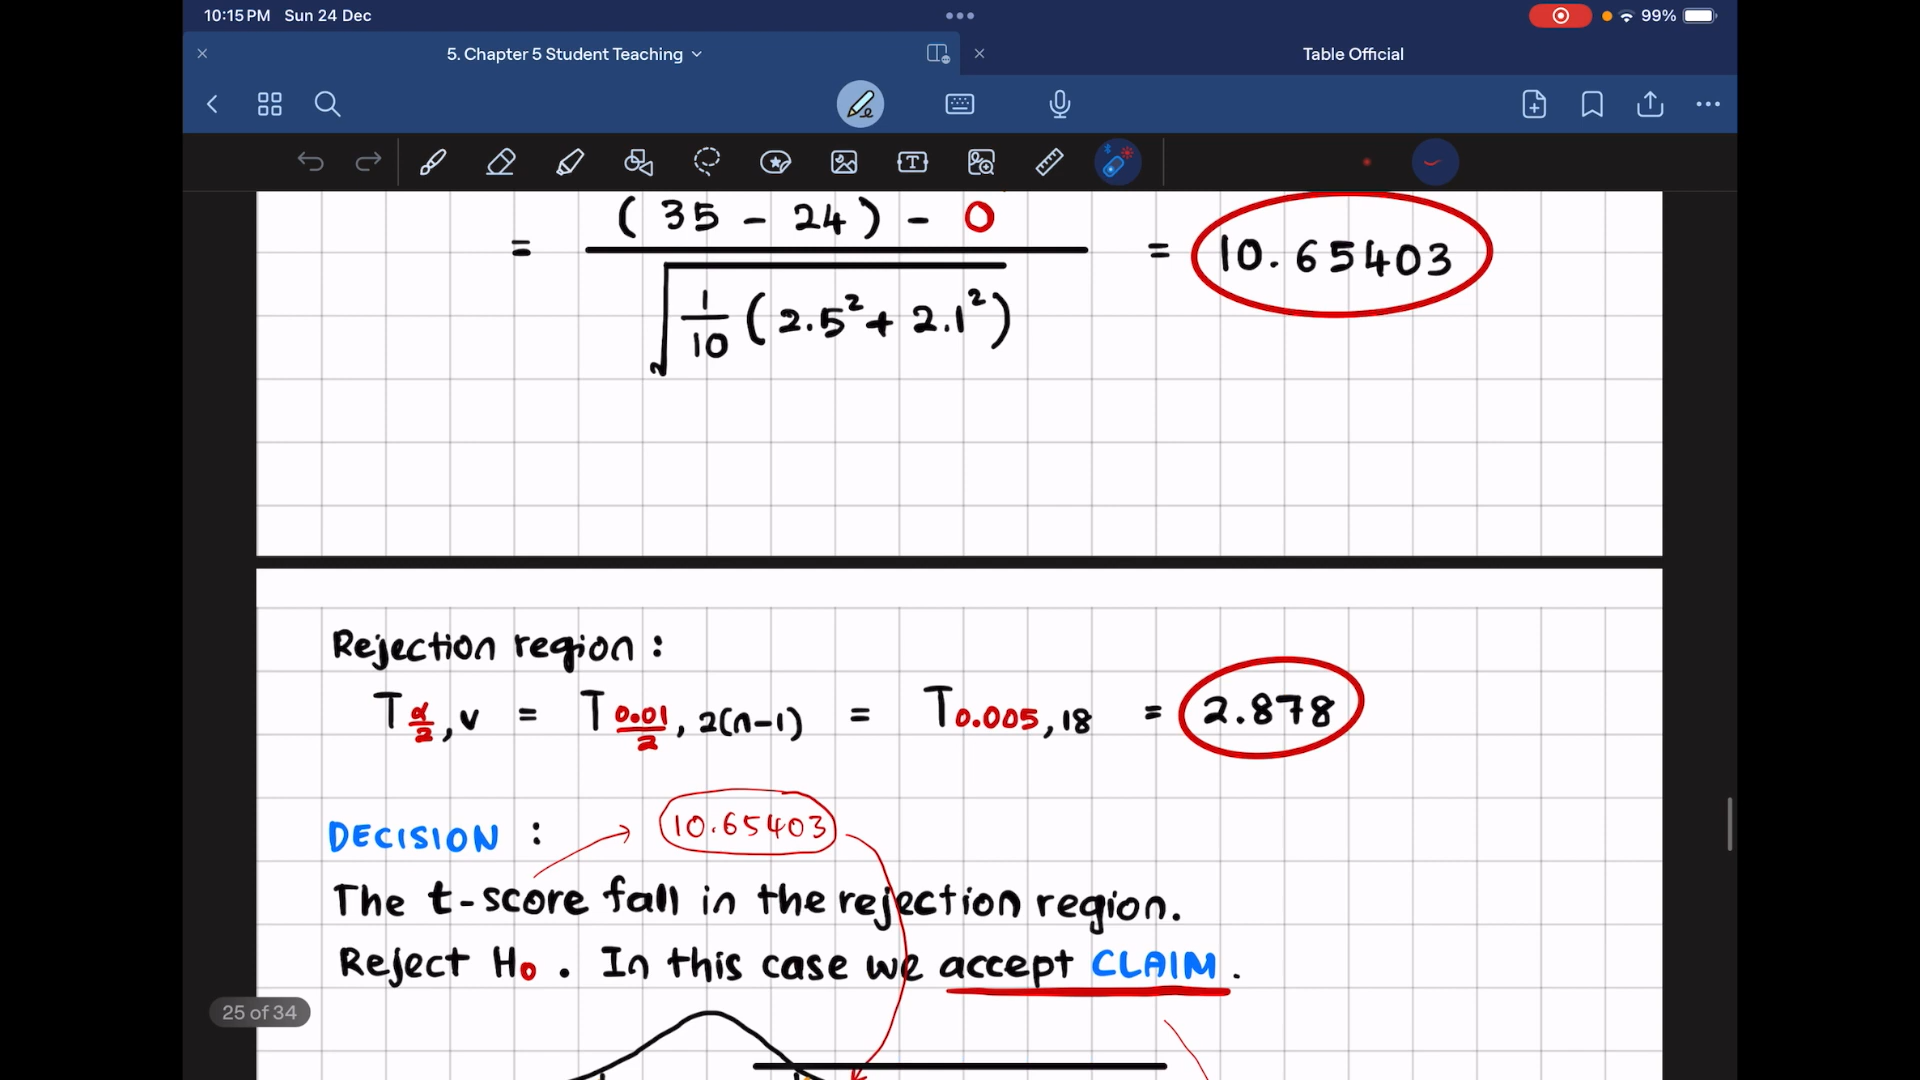 10:15 PM Sun 24 Dec
99%
5. Chapter 5 Student Teaching
Table Official
= ( 35 - 24 ) - 0 / √ 1/10 ( 2.5² + 2.1² ) = 10.65403
Rejection region :
T α/2 , v = T 0.01/2 , 2(n-1) = T 0.005, 18 = 2.878
DECISION : 10.65403
The t-score fall in the rejection region.
Reject H0 . In this case we accept CLAIM .
25 of 34